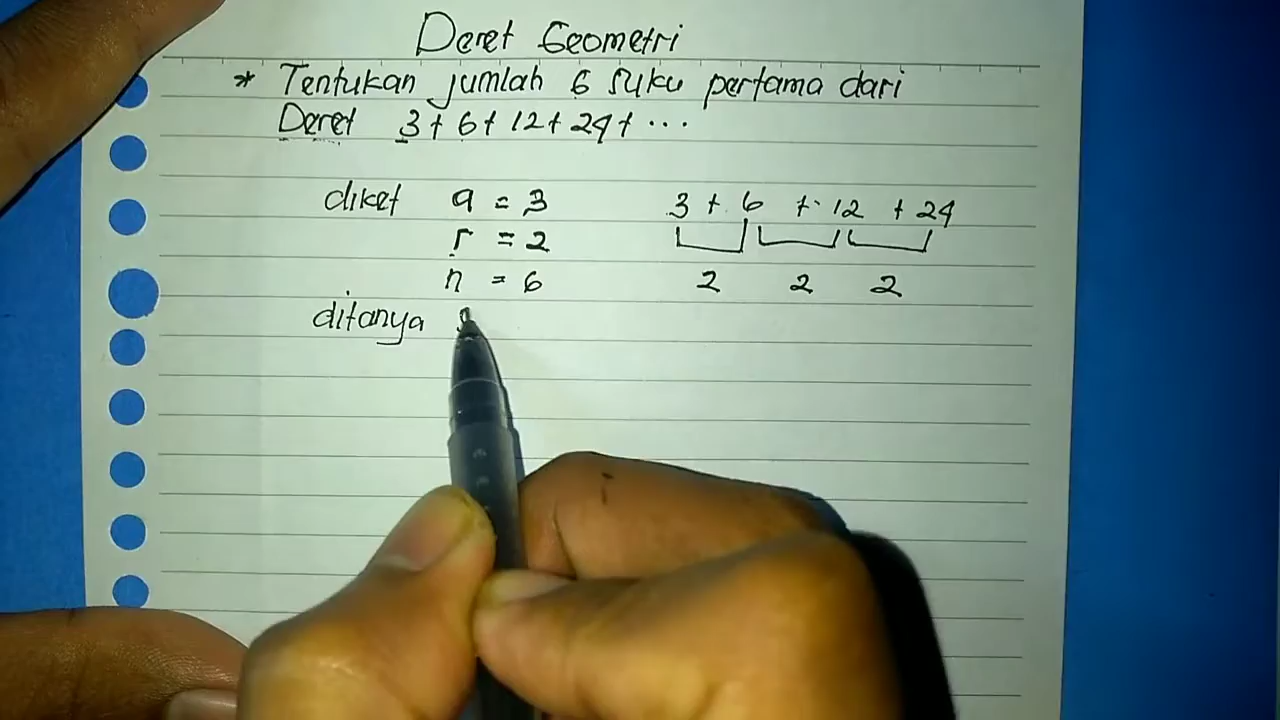 Deret Geometri
* Tentukan jumlah 6 suku pertama dari
Deret 3 + 6 + 12 + 24 + ...
diket a = 3 3 + 6 + 12 + 24
r = 2
n = 6 2 2 2
ditanya